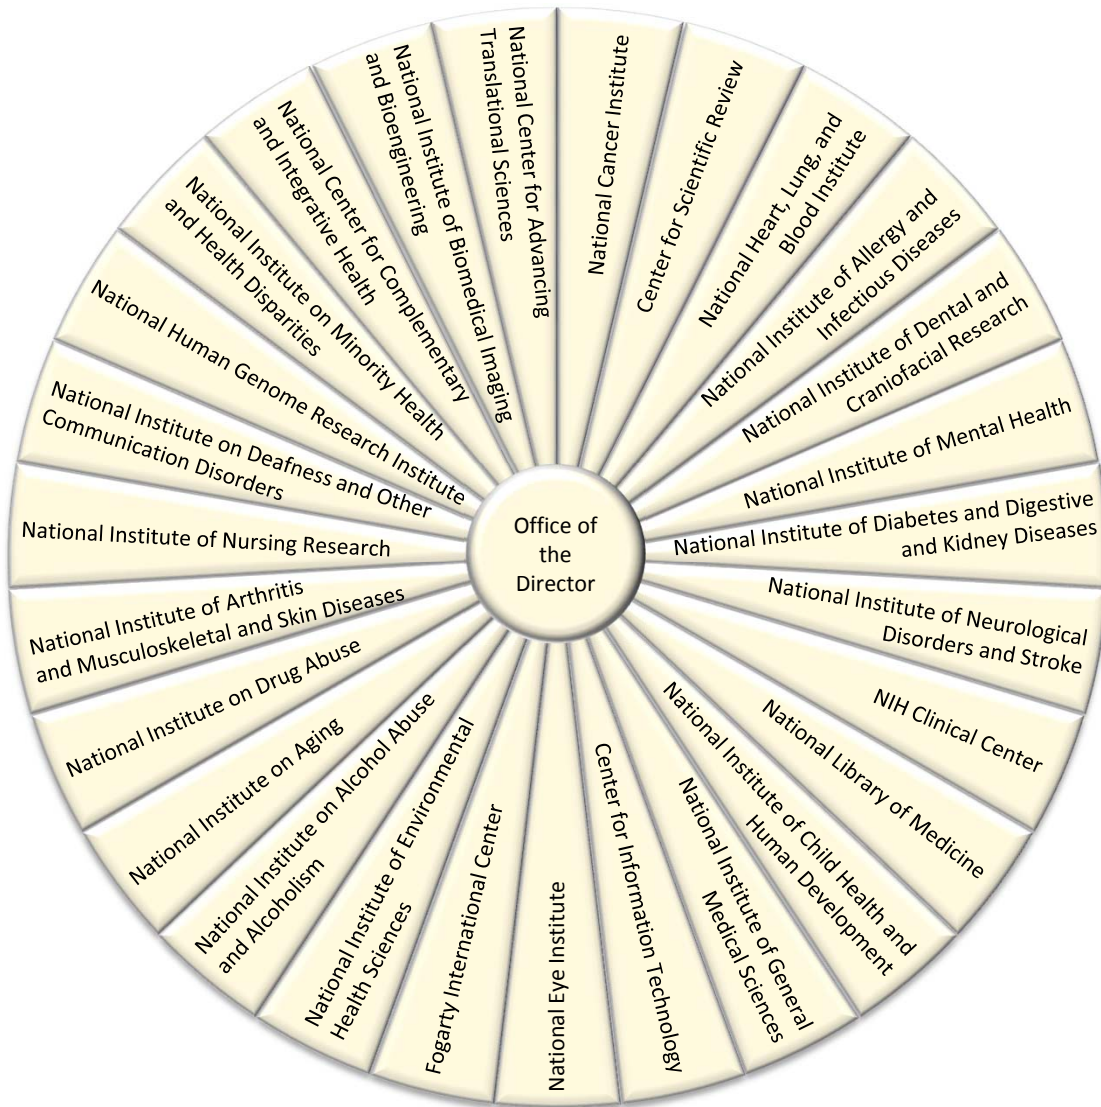 National Cancer Institute
Center for Scientific Review
National Heart, Lung, and
Blood Institute
National Institute of Allergy and
Infectious Diseases
National Institute of Dental and
Craniofacial Research
National Institute of Mental Health
National Institute of Diabetes and Digestive
and Kidney Diseases
National Institute of Neurological
Disorders and Stroke
NIH Clinical Center
National Library of Medicine
National Institute of Child Health and
Human Development
National Institute of General
Medical Sciences
Center for Information Technology
National Eye Institute
Fogarty International Center
National Institute of Environmental
Health Sciences
National Institute on Alcohol Abuse
and Alcoholism
National Institute on Aging
National Institute on Drug Abuse
National Institute of Arthritis
and Musculoskeletal and Skin Diseases
National Institute of Nursing Research
National Institute on Deafness and Other
Communication Disorders
National Human Genome Research Institute
National Institute on Minority Health
and Health Disparities
National Center for Complementary
and Integrative Health
National Institute of Biomedical Imaging
and Bioengineering
National Center for Advancing
Translational Sciences
Office of
the
Director